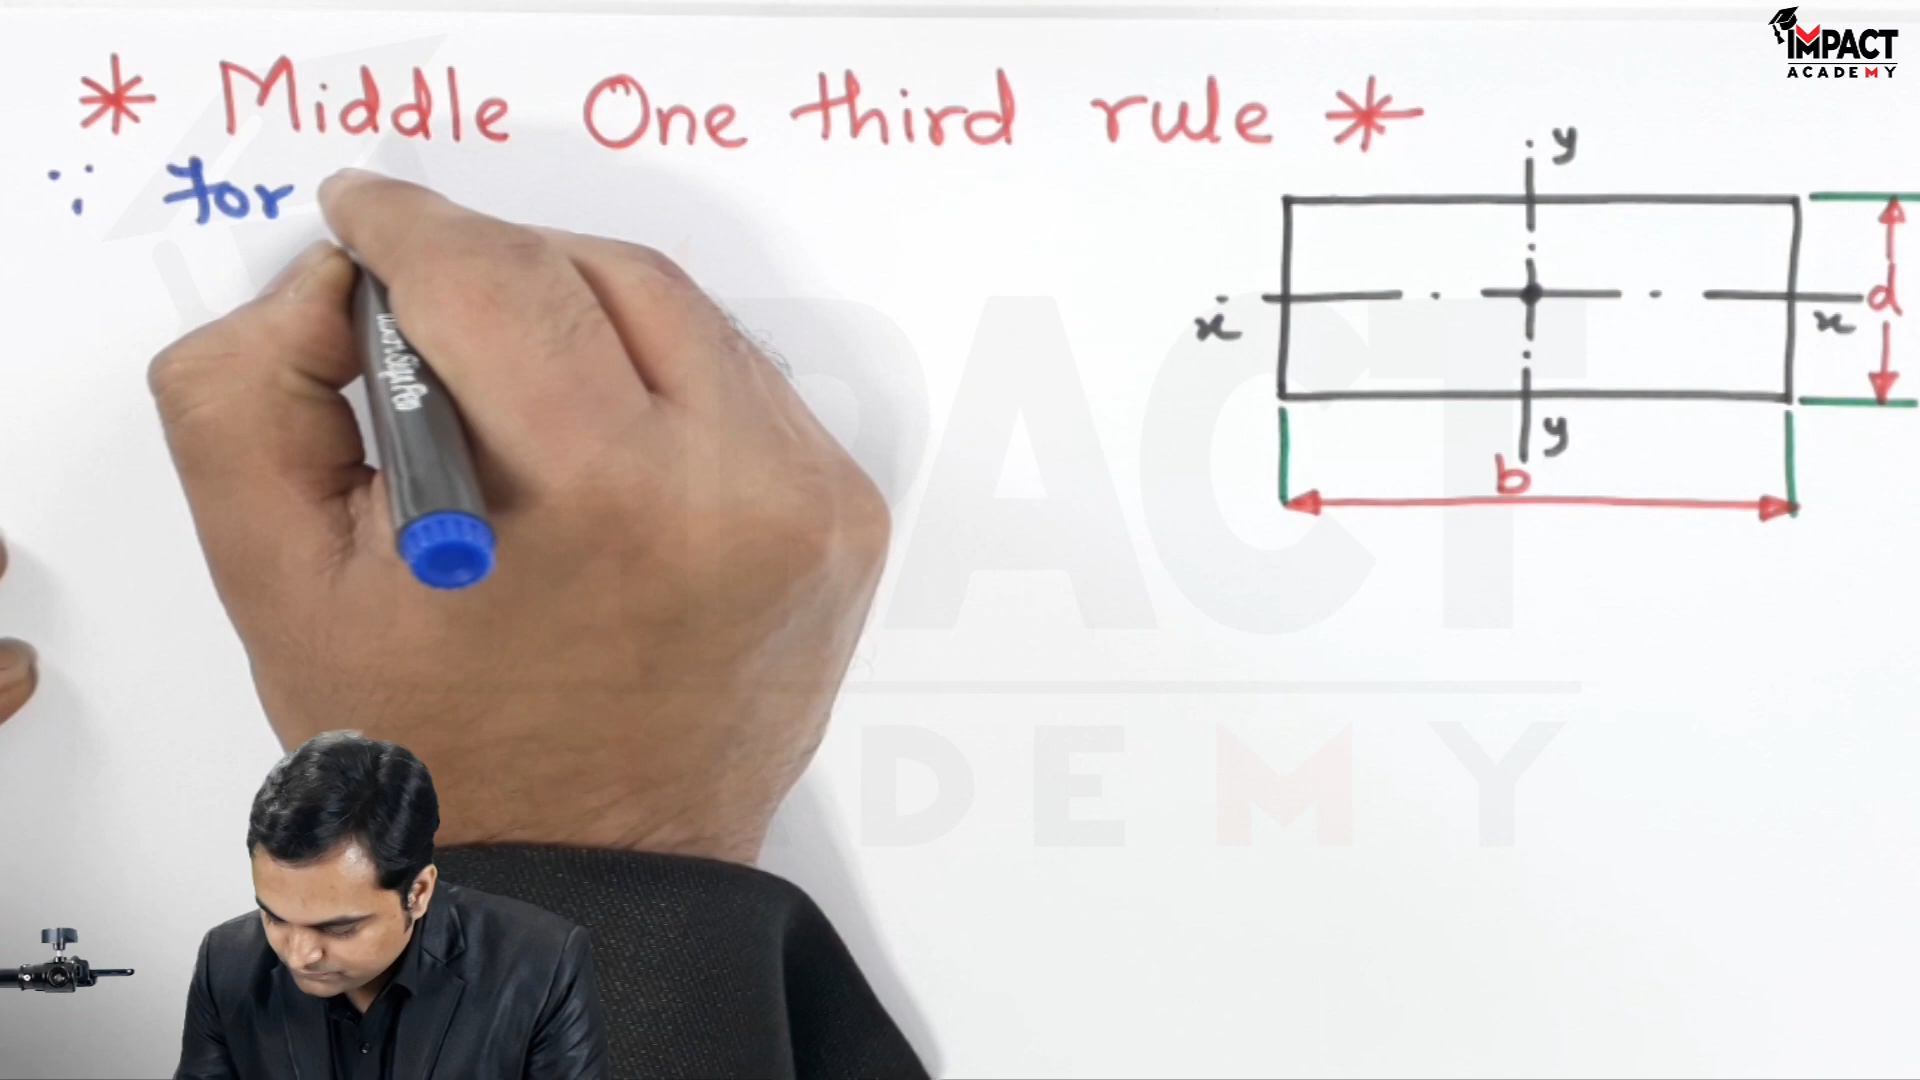 IMPACT
ACADEMY
* Middle One third rule *
∵ for
y
x
x
d
y
b